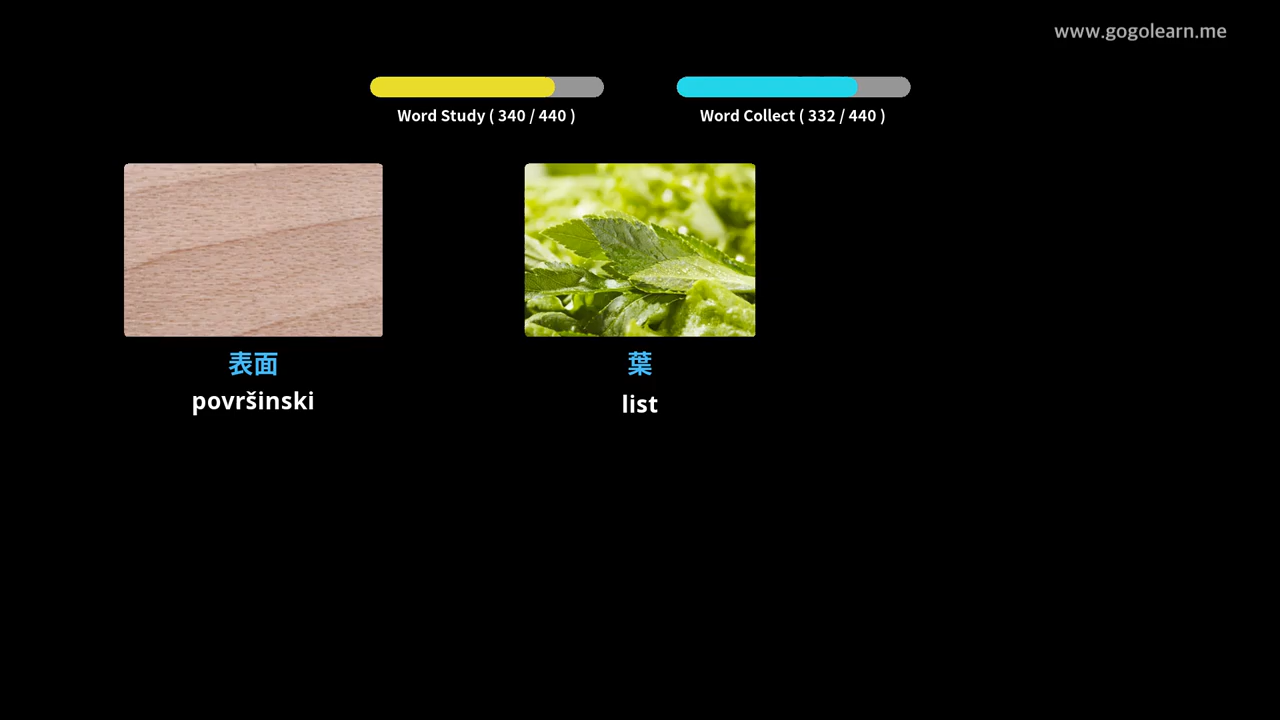 www.gogolearn.me
Word Study ( 340 / 440 )
Word Collect ( 332 / 440 )
表面
površinski
葉
list